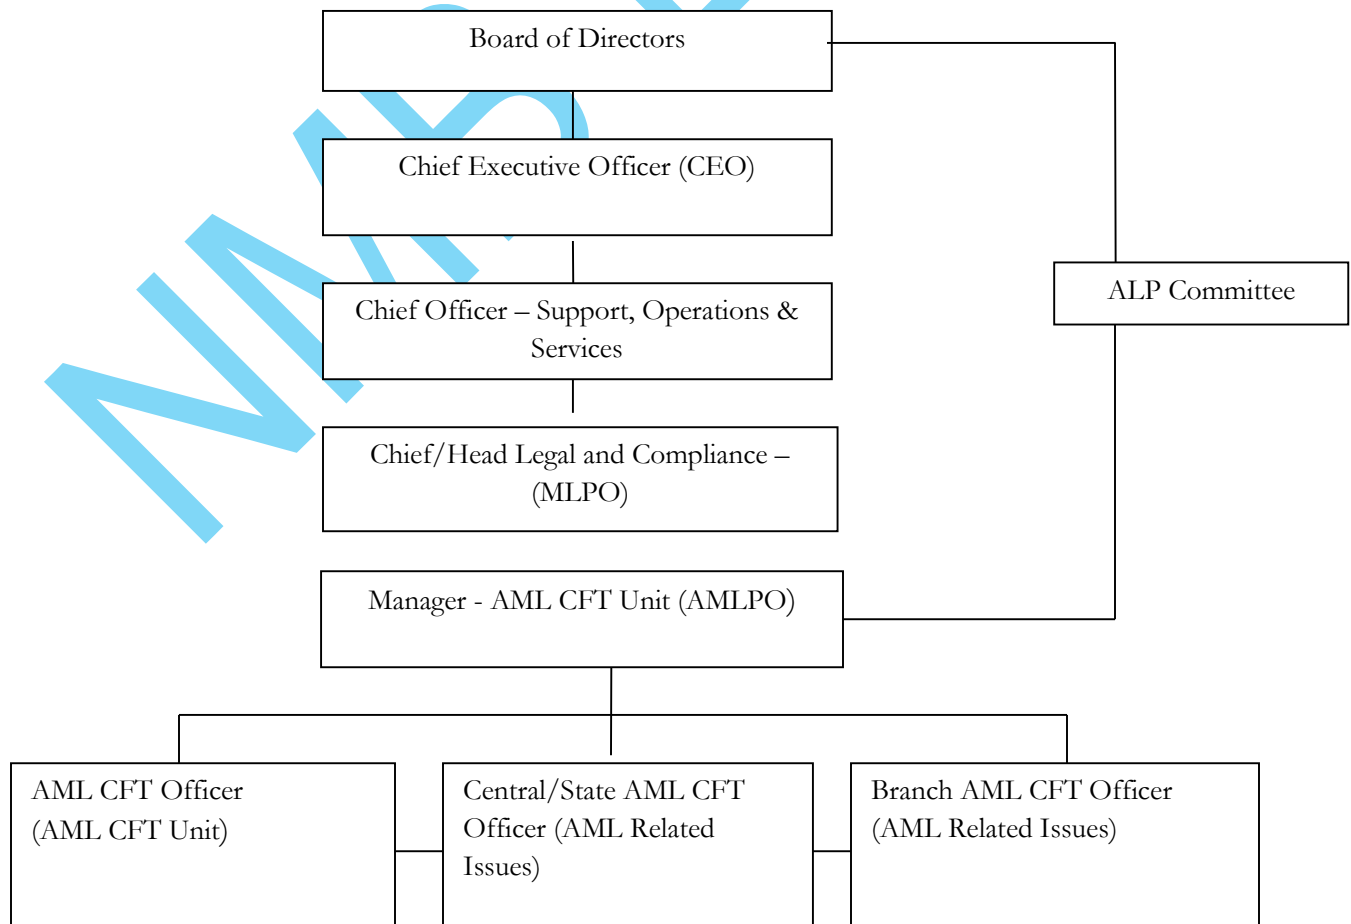 Board of Directors
Chief Executive Officer (CEO)
Chief Officer – Support, Operations &
Services
ALP Committee
Chief/Head Legal and Compliance –
(MLPO)
Manager - AML CFT Unit (AMLPO)
AML CFT Officer
(AML CFT Unit)
Central/State AML CFT
Officer (AML Related
Issues)
Branch AML CFT Officer
(AML Related Issues)